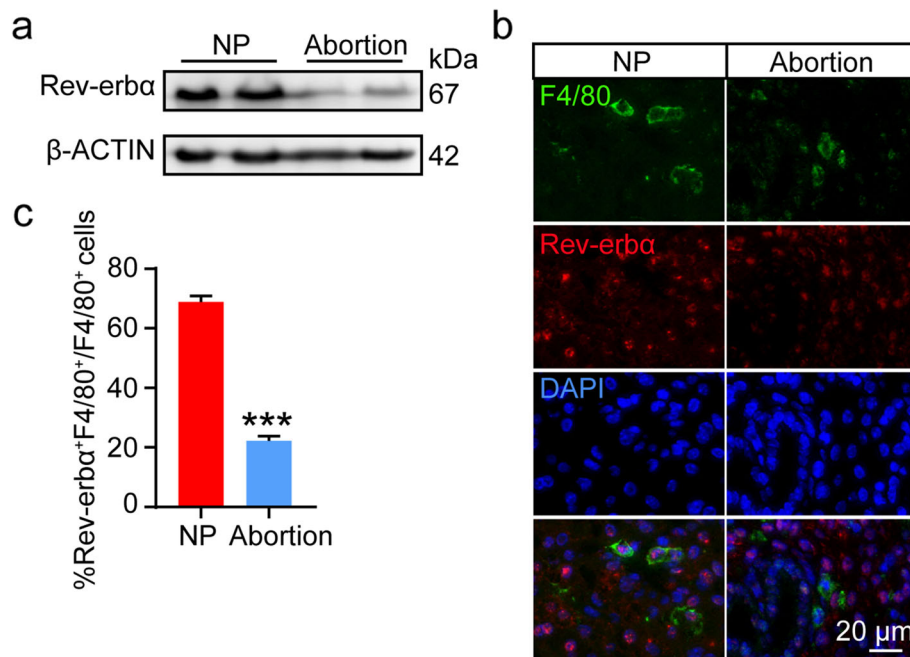 a
NP Abortion
kDa
Rev-erbα
67
β-ACTIN
42
b
NP Abortion
F4/80
Rev-erbα
DAPI
20 μm
c
%Rev-erbα⁺F4/80⁺/F4/80⁺ cells
80
60
40
20
0
***
NP Abortion